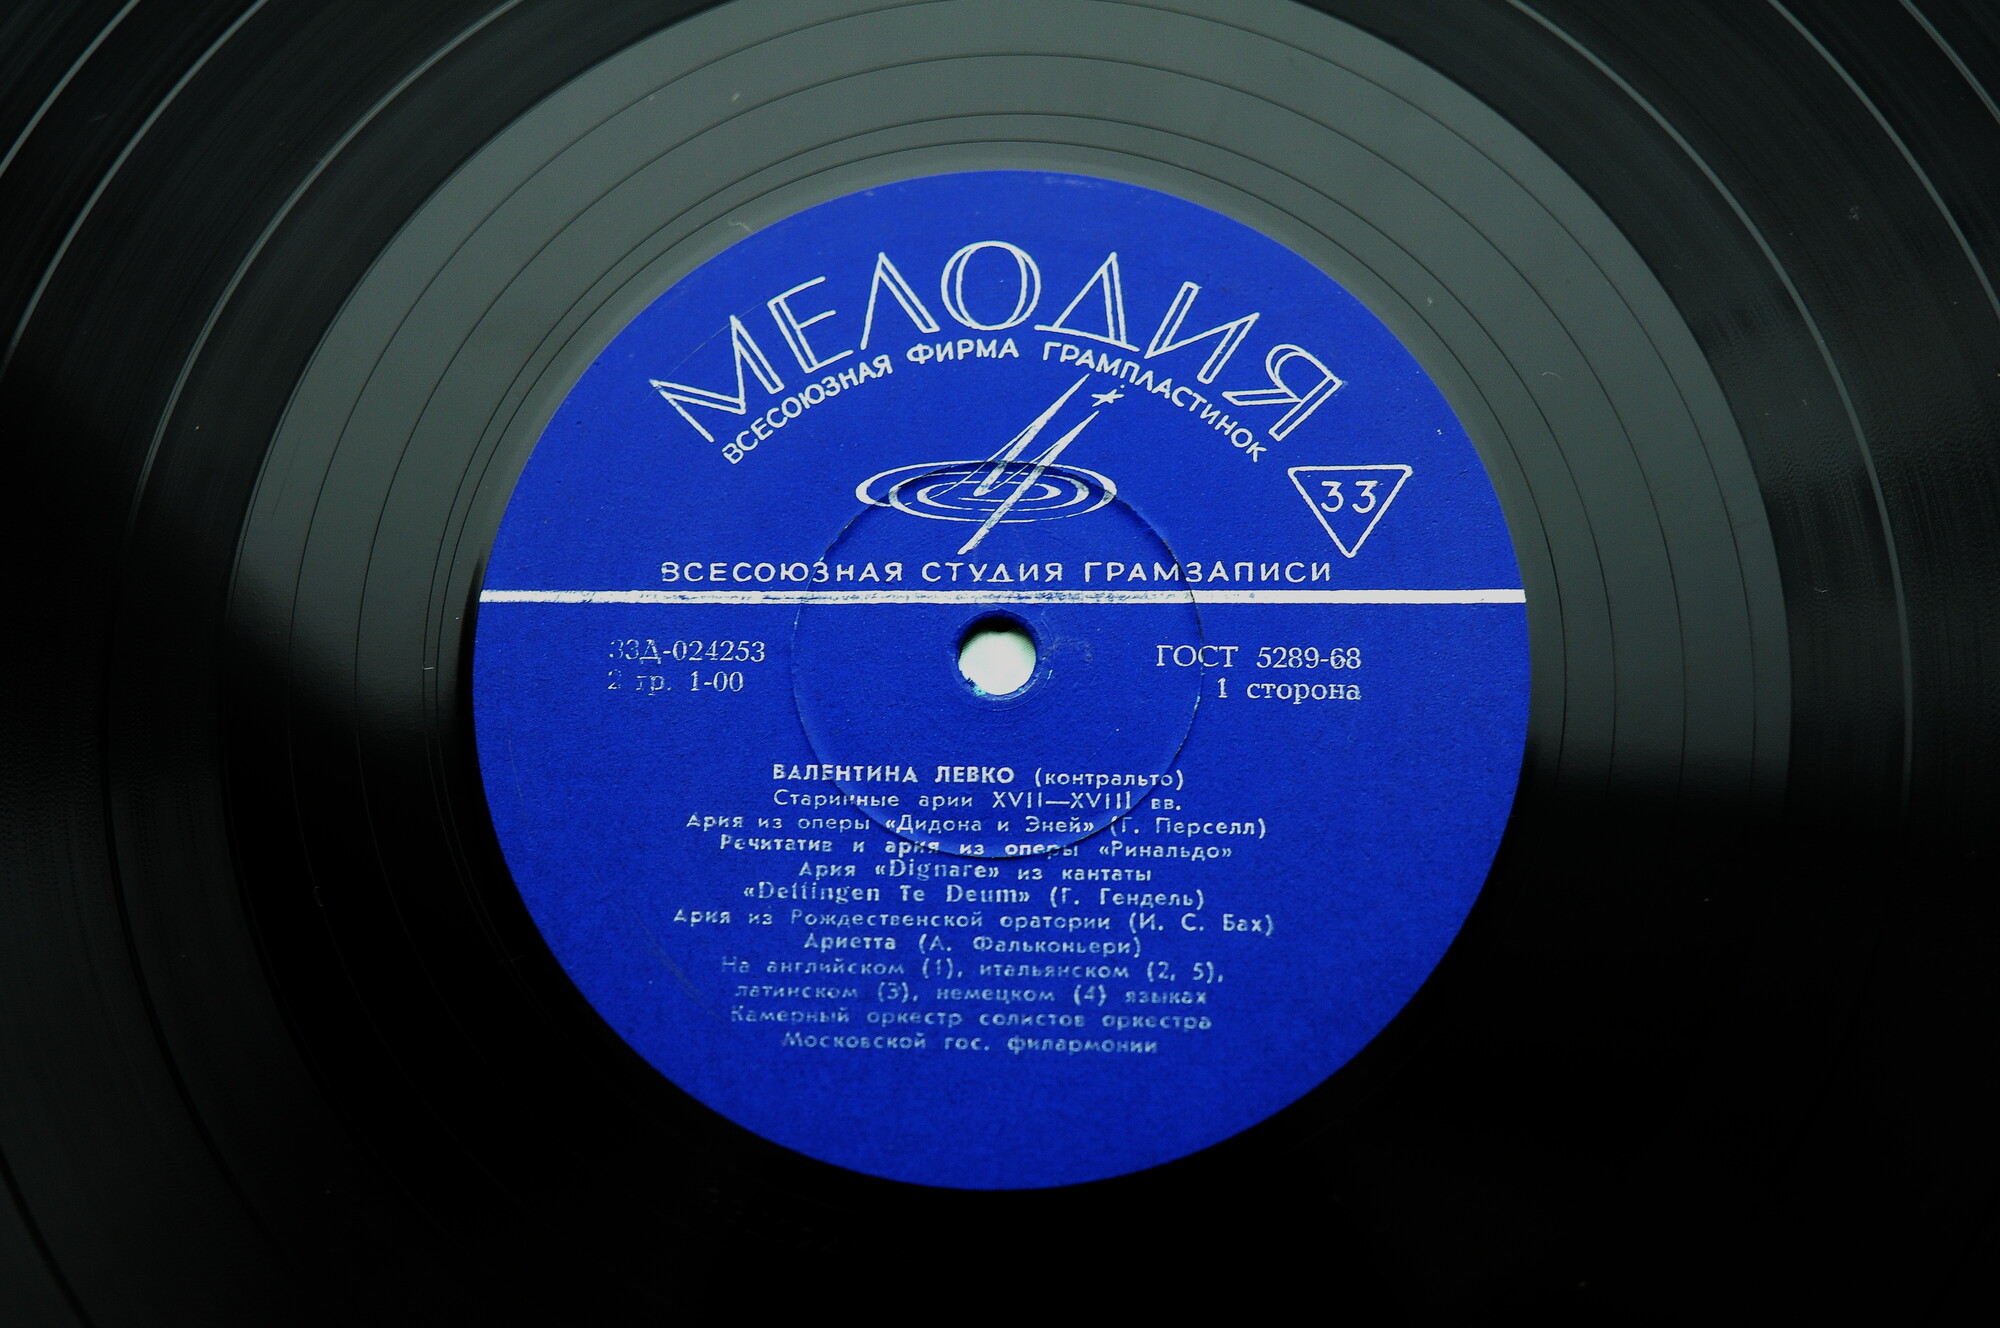 МЕЛОДИЯ
ВСЕСОЮЗНАЯ ФИРМА ГРАМПЛАСТИНОК
33
ВСЕСОЮЗНАЯ СТУДИЯ ГРАМЗАПИСИ
33Д-024253
ГОСТ 5289-68
2 гр. 1-00
1 сторона
ВАЛЕНТИНА ЛЕВКО (контральто)
Старинные арии XVII—XVIII вв.
Ария из оперы «Дидона и Эней» (Г. Перселл)
Речитатив и ария из оперы «Ринальдо»
Ария «Dignare» из кантаты
«Dettingen Te Deum» (Г. Гендель)
Ария из Рождественской оратории (И. С. Бах)
Ариетта (А. Фальконьери)
На английском (1), итальянском (2, 5),
латинском (3), немецком (4) языках
Камерный оркестр солистов оркестра
Московской гос. филармонии